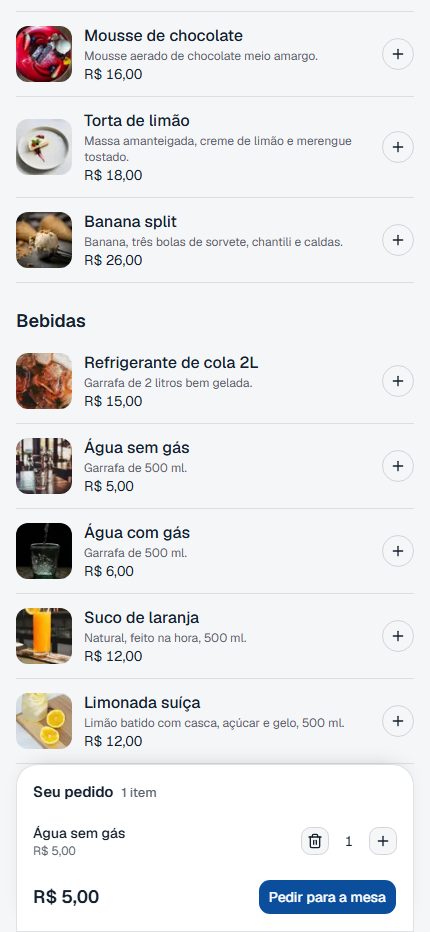 Mousse de chocolate
Mousse aerado de chocolate meio amargo.
R$ 16,00
Torta de limão
Massa amanteigada, creme de limão e merengue
tostado.
R$ 18,00
Banana split
Banana, três bolas de sorvete, chantili e caldas.
R$ 26,00
Bebidas
Refrigerante de cola 2L
Garrafa de 2 litros bem gelada.
R$ 15,00
Água sem gás
Garrafa de 500 ml.
R$ 5,00
Água com gás
Garrafa de 500 ml.
R$ 6,00
Suco de laranja
Natural, feito na hora, 500 ml.
R$ 12,00
Limonada suíça
Limão batido com casca, açúcar e gelo, 500 ml.
R$ 12,00
Seu pedido 1 item
Água sem gás
R$ 5,00
1
R$ 5,00
Pedir para a mesa